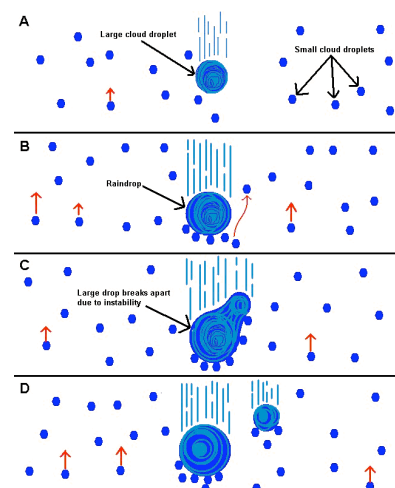 A
Large cloud droplet
Small cloud droplets
B
Raindrop
C
Large drop breaks apart
due to instability
D